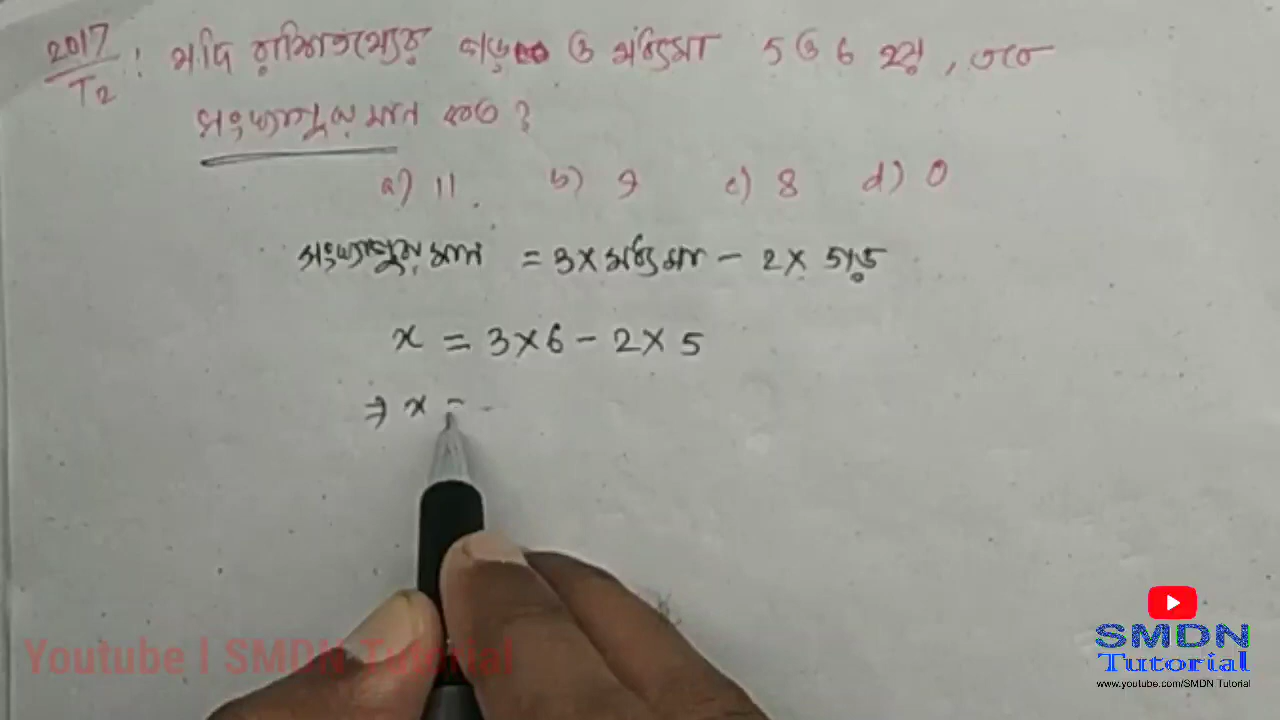 2017/T2 : যদি রাশিতথ্যের গড় ও মধ্যমা 5 ও 6 হয়, তবে
সংখ্যাগুরু মান কত ?
a) 11 b) 9 c) 8 d) 0
সংখ্যাগুরু মান = 3 × মধ্যমা - 2 × গড়
x = 3×6 - 2×5
⇒ x =
Youtube | SMDN Tutorial
SMDN
Tutorial
www.youtube.com/SMDN Tutorial